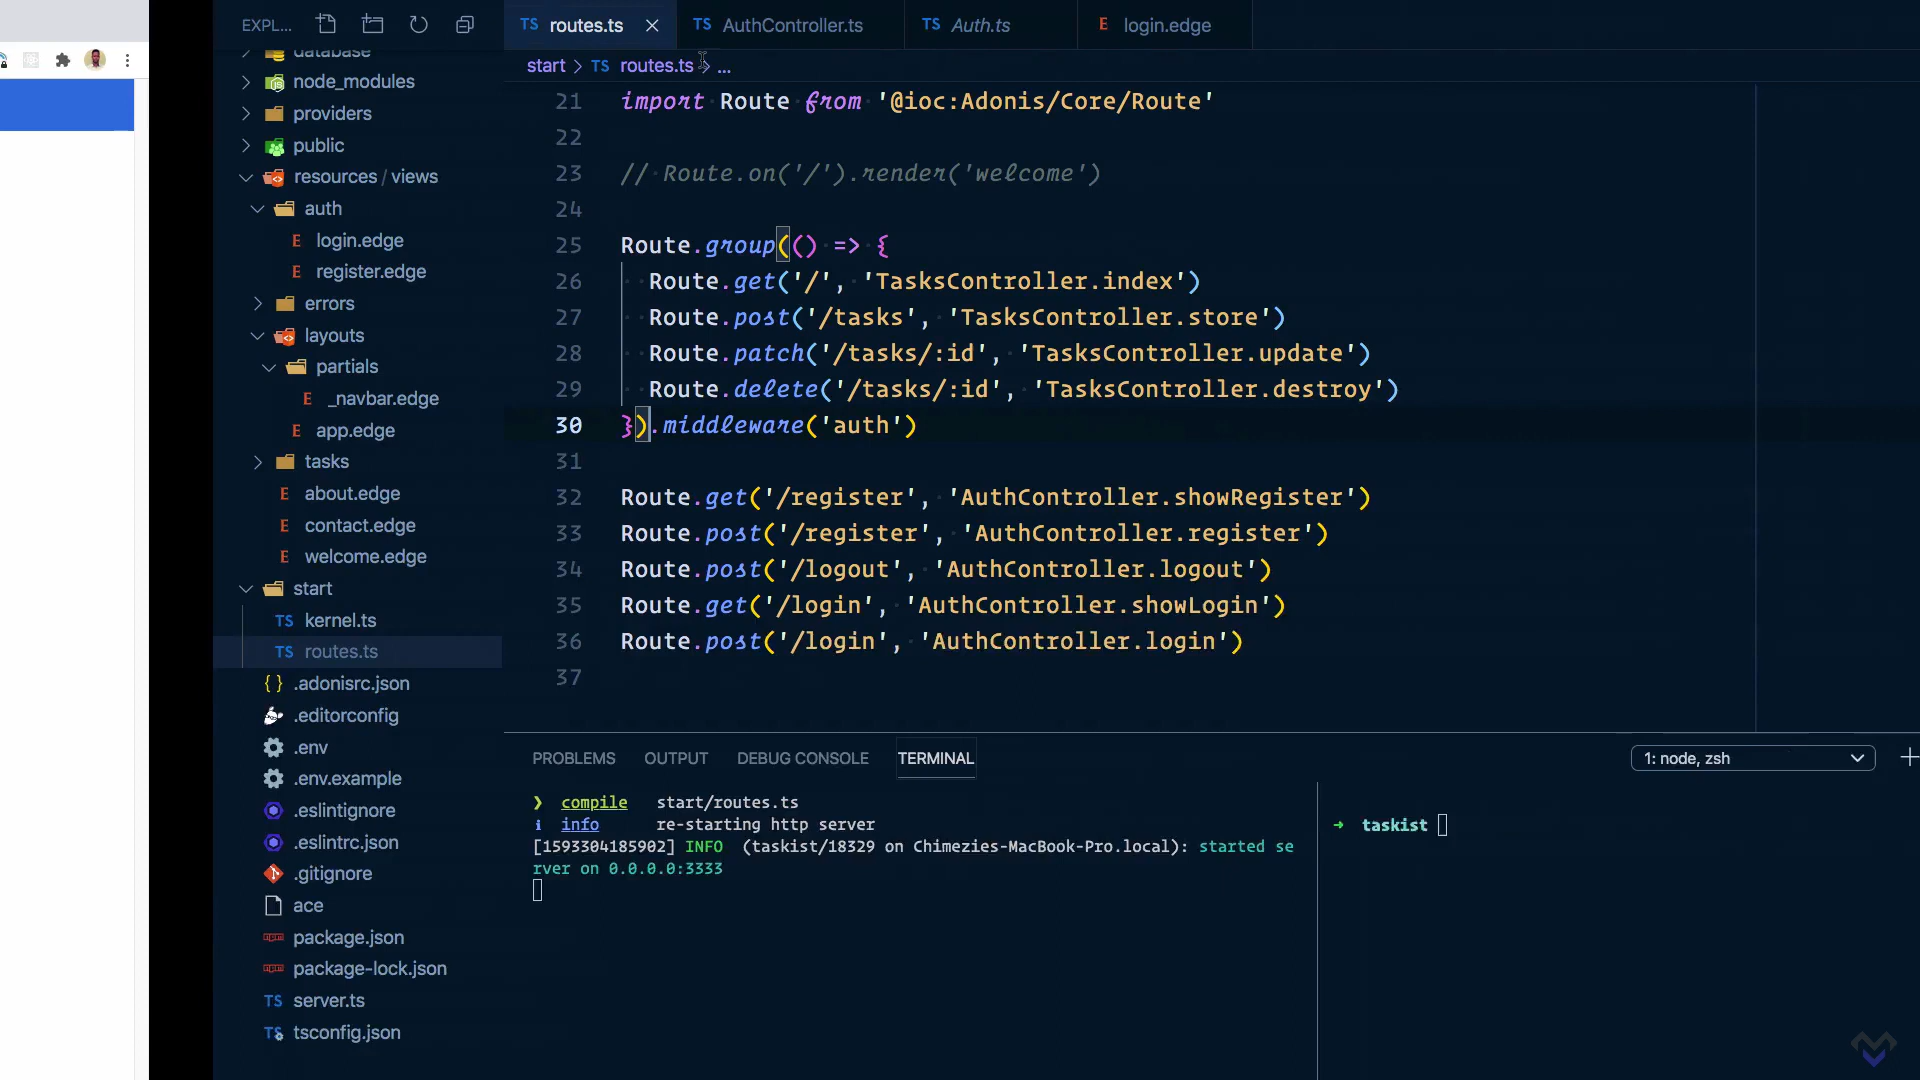 EXPL...
database
node_modules
providers
public
resources / views
auth
login.edge
register.edge
errors
layouts
partials
_navbar.edge
app.edge
tasks
about.edge
contact.edge
welcome.edge
start
TS kernel.ts
TS routes.ts
{ } .adonisrc.json
.editorconfig
.env
.env.example
.eslintignore
.eslintrc.json
.gitignore
ace
package.json
package-lock.json
TS server.ts
TS tsconfig.json
TS routes.ts
TS AuthController.ts
TS Auth.ts
E login.edge
start > TS routes.ts > ...
21 import Route from '@ioc:Adonis/Core/Route'
22
23 // Route.on('/').render('welcome')
24
25 Route.group(() => {
26 Route.get('/', 'TasksController.index')
27 Route.post('/tasks', 'TasksController.store')
28 Route.patch('/tasks/:id', 'TasksController.update')
29 Route.delete('/tasks/:id', 'TasksController.destroy')
30 }).middleware('auth')
31
32 Route.get('/register', 'AuthController.showRegister')
33 Route.post('/register', 'AuthController.register')
34 Route.post('/logout', 'AuthController.logout')
35 Route.get('/login', 'AuthController.showLogin')
36 Route.post('/login', 'AuthController.login')
37
PROBLEMS OUTPUT DEBUG CONSOLE TERMINAL
1: node, zsh
❯ compile start/routes.ts
i info re-starting http server
[1593304185902] INFO (taskist/18329 on Chimezies-MacBook-Pro.local): started se
rver on 0.0.0.0:3333
→ taskist